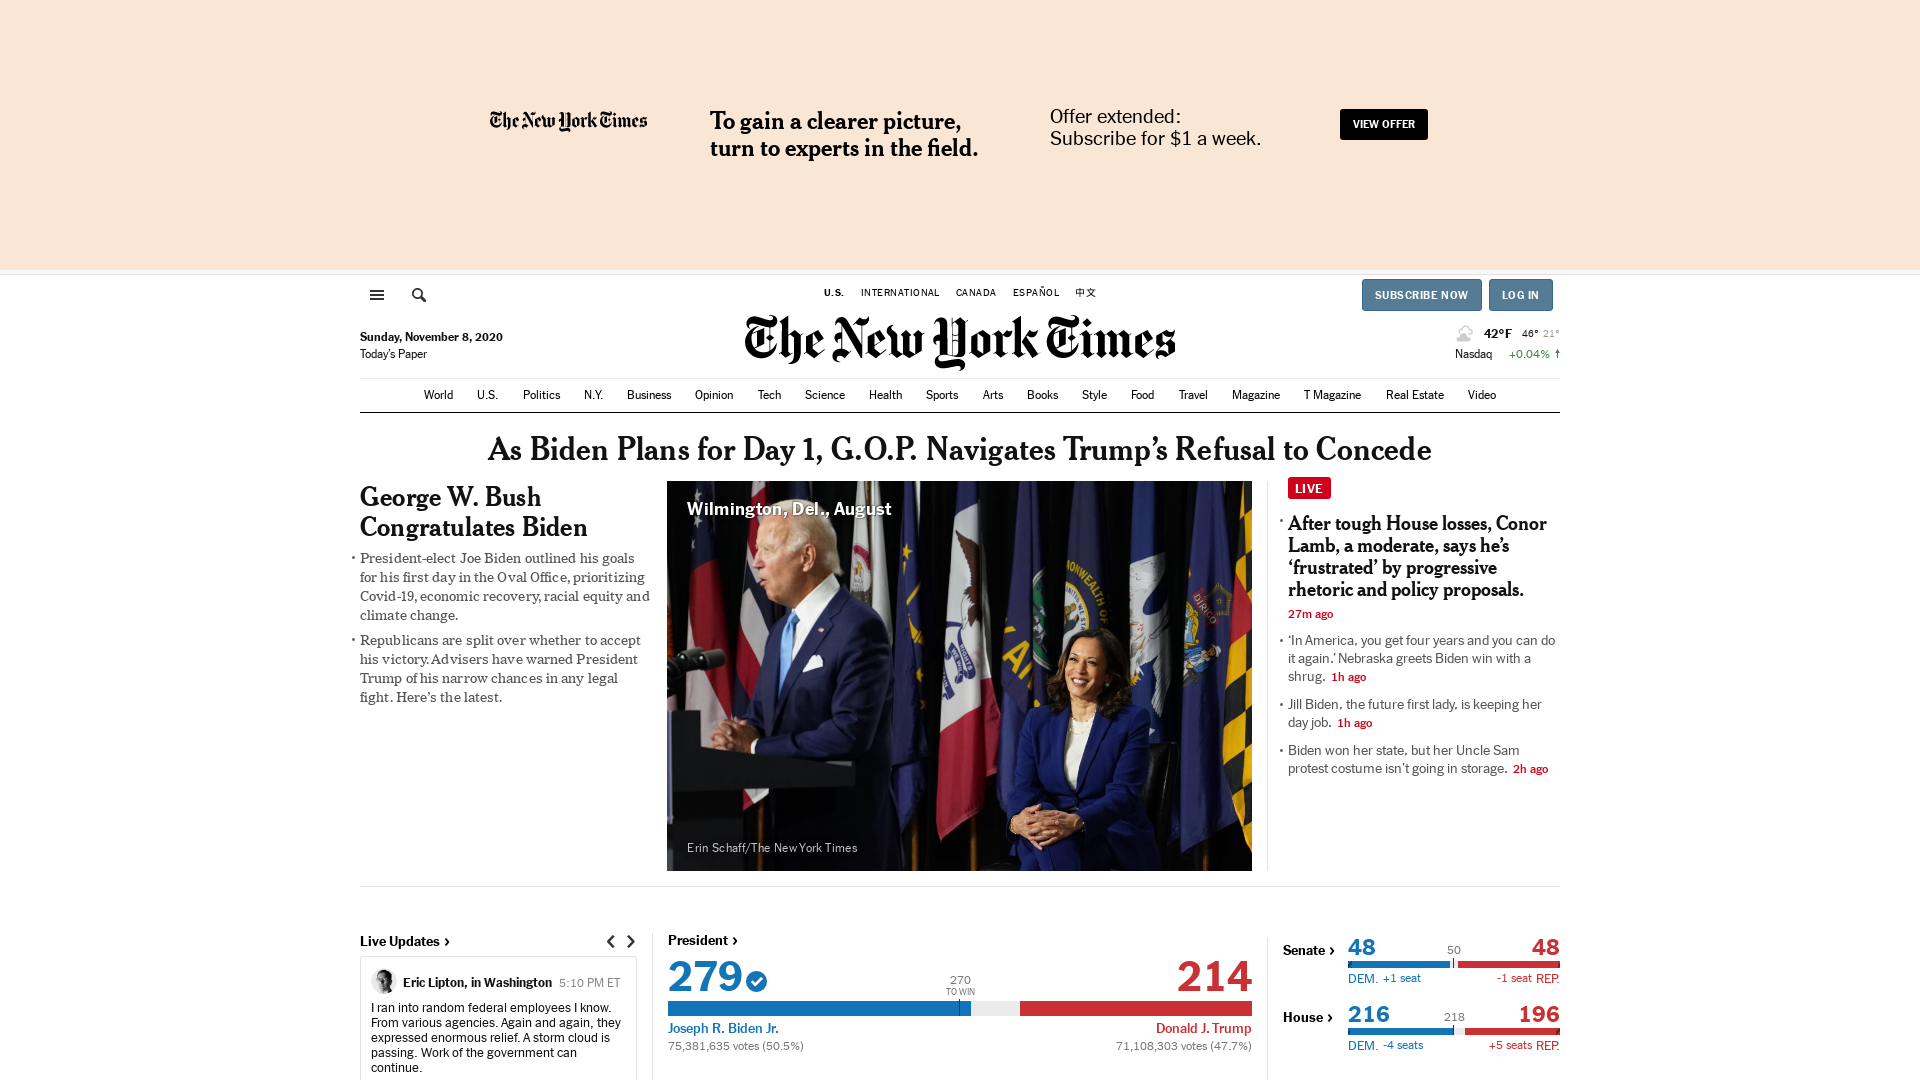 The New York Times
To gain a clearer picture,
turn to experts in the field.
Offer extended:
Subscribe for $1 a week.
VIEW OFFER
U.S. INTERNATIONAL CANADA ESPAÑOL 中文
SUBSCRIBE NOW LOG IN
Sunday, November 8, 2020
Today's Paper
The New York Times
42°F 46° 21°
Nasdaq +0.04% ↑
World U.S. Politics N.Y. Business Opinion Tech Science Health Sports Arts Books Style Food Travel Magazine T Magazine Real Estate Video
As Biden Plans for Day 1, G.O.P. Navigates Trump’s Refusal to Concede
George W. Bush
Congratulates Biden
• President-elect Joe Biden outlined his goals
for his first day in the Oval Office, prioritizing
Covid-19, economic recovery, racial equity and
climate change.
• Republicans are split over whether to accept
his victory. Advisers have warned President
Trump of his narrow chances in any legal
fight. Here’s the latest.
Wilmington, Del., August
Erin Schaff/The New York Times
LIVE
• After tough House losses, Conor
Lamb, a moderate, says he’s
‘frustrated’ by progressive
rhetoric and policy proposals.
27m ago
• ‘In America, you get four years and you can do
it again.’ Nebraska greets Biden win with a
shrug. 1h ago
• Jill Biden, the future first lady, is keeping her
day job. 1h ago
• Biden won her state, but her Uncle Sam
protest costume isn’t going in storage. 2h ago
Live Updates ›
Eric Lipton, in Washington 5:10 PM ET
I ran into random federal employees I know.
From various agencies. Again and again, they
expressed enormous relief. A storm cloud is
passing. Work of the government can
continue.
President ›
279 214
270
TO WIN
Joseph R. Biden Jr. Donald J. Trump
75,381,635 votes (50.5%) 71,108,303 votes (47.7%)
Senate › 48 50 48
DEM. +1 seat -1 seat REP.
House › 216 218 196
DEM. -4 seats +5 seats REP.